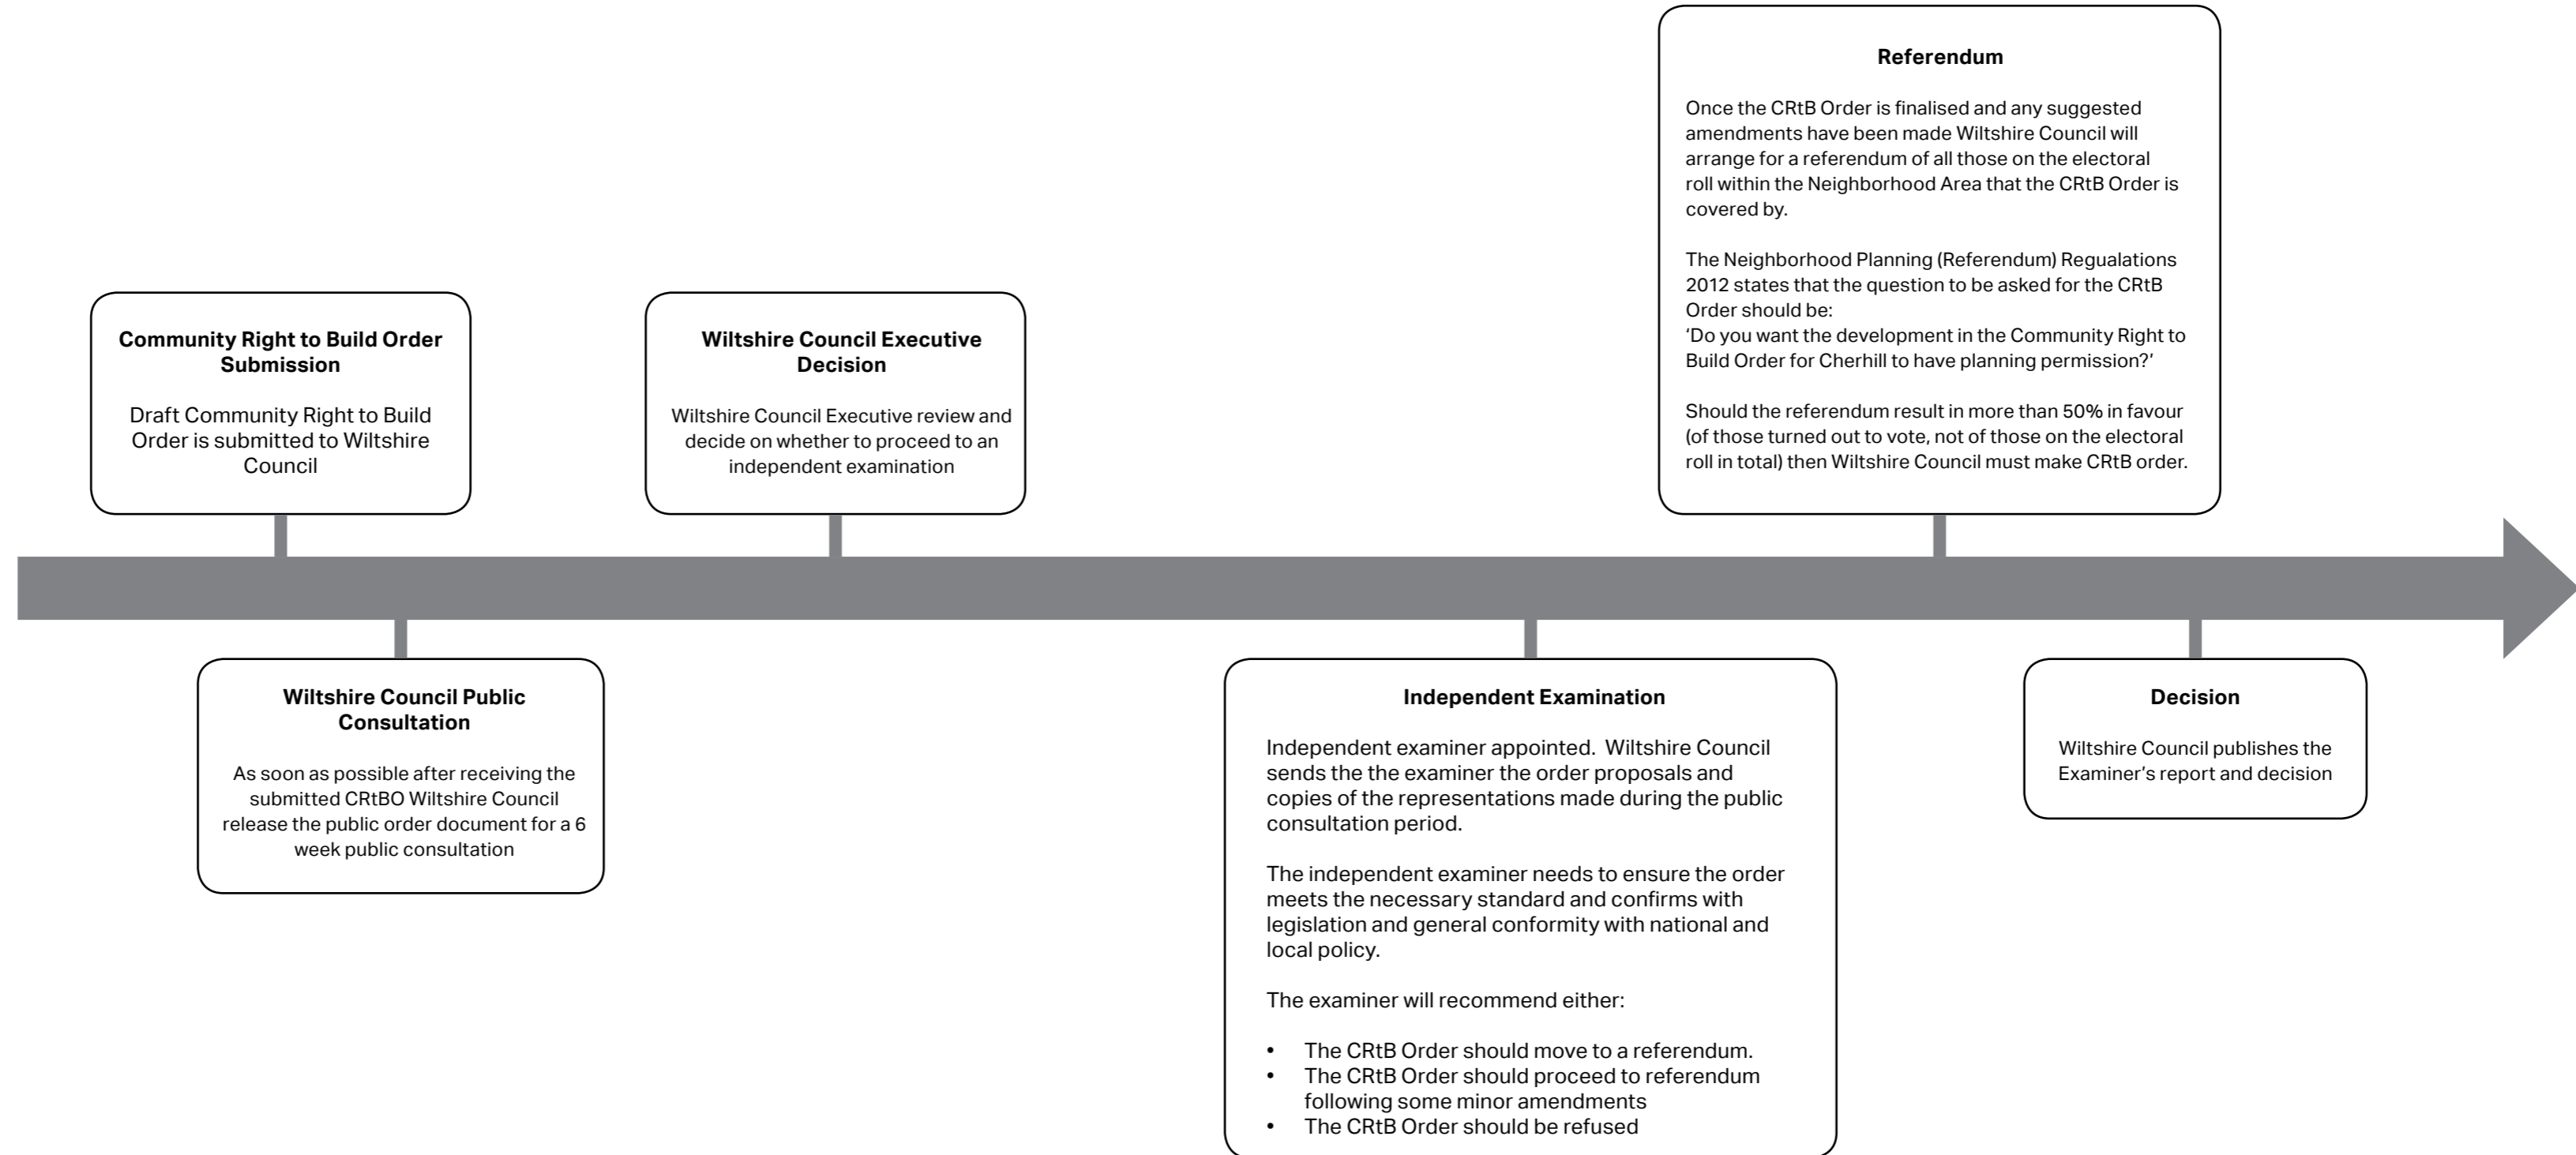 Community Right to Build Order
Submission
Draft Community Right to Build
Order is submitted to Wiltshire
Council
Wiltshire Council Public
Consultation
As soon as possible after receiving the
submitted CRtBO Wiltshire Council
release the public order document for a 6
week public consultation
Wiltshire Council Executive
Decision
Wiltshire Council Executive review and
decide on whether to proceed to an
independent examination
Independent Examination
Independent examiner appointed.  Wiltshire Council
sends the the examiner the order proposals and
copies of the representations made during the public
consultation period.
The independent examiner needs to ensure the order
meets the necessary standard and confirms with
legislation and general conformity with national and
local policy.
The examiner will recommend either:
• The CRtB Order should move to a referendum.
• The CRtB Order should proceed to referendum
following some minor amendments
• The CRtB Order should be refused
Referendum
Once the CRtB Order is finalised and any suggested
amendments have been made Wiltshire Council will
arrange for a referendum of all those on the electoral
roll within the Neighborhood Area that the CRtB Order is
covered by.
The Neighborhood Planning (Referendum) Regualations
2012 states that the question to be asked for the CRtB
Order should be:
‘Do you want the development in the Community Right to
Build Order for Cherhill to have planning permission?’
Should the referendum result in more than 50% in favour
(of those turned out to vote, not of those on the electoral
roll in total) then Wiltshire Council must make CRtB order.
Decision
Wiltshire Council publishes the
Examiner’s report and decision